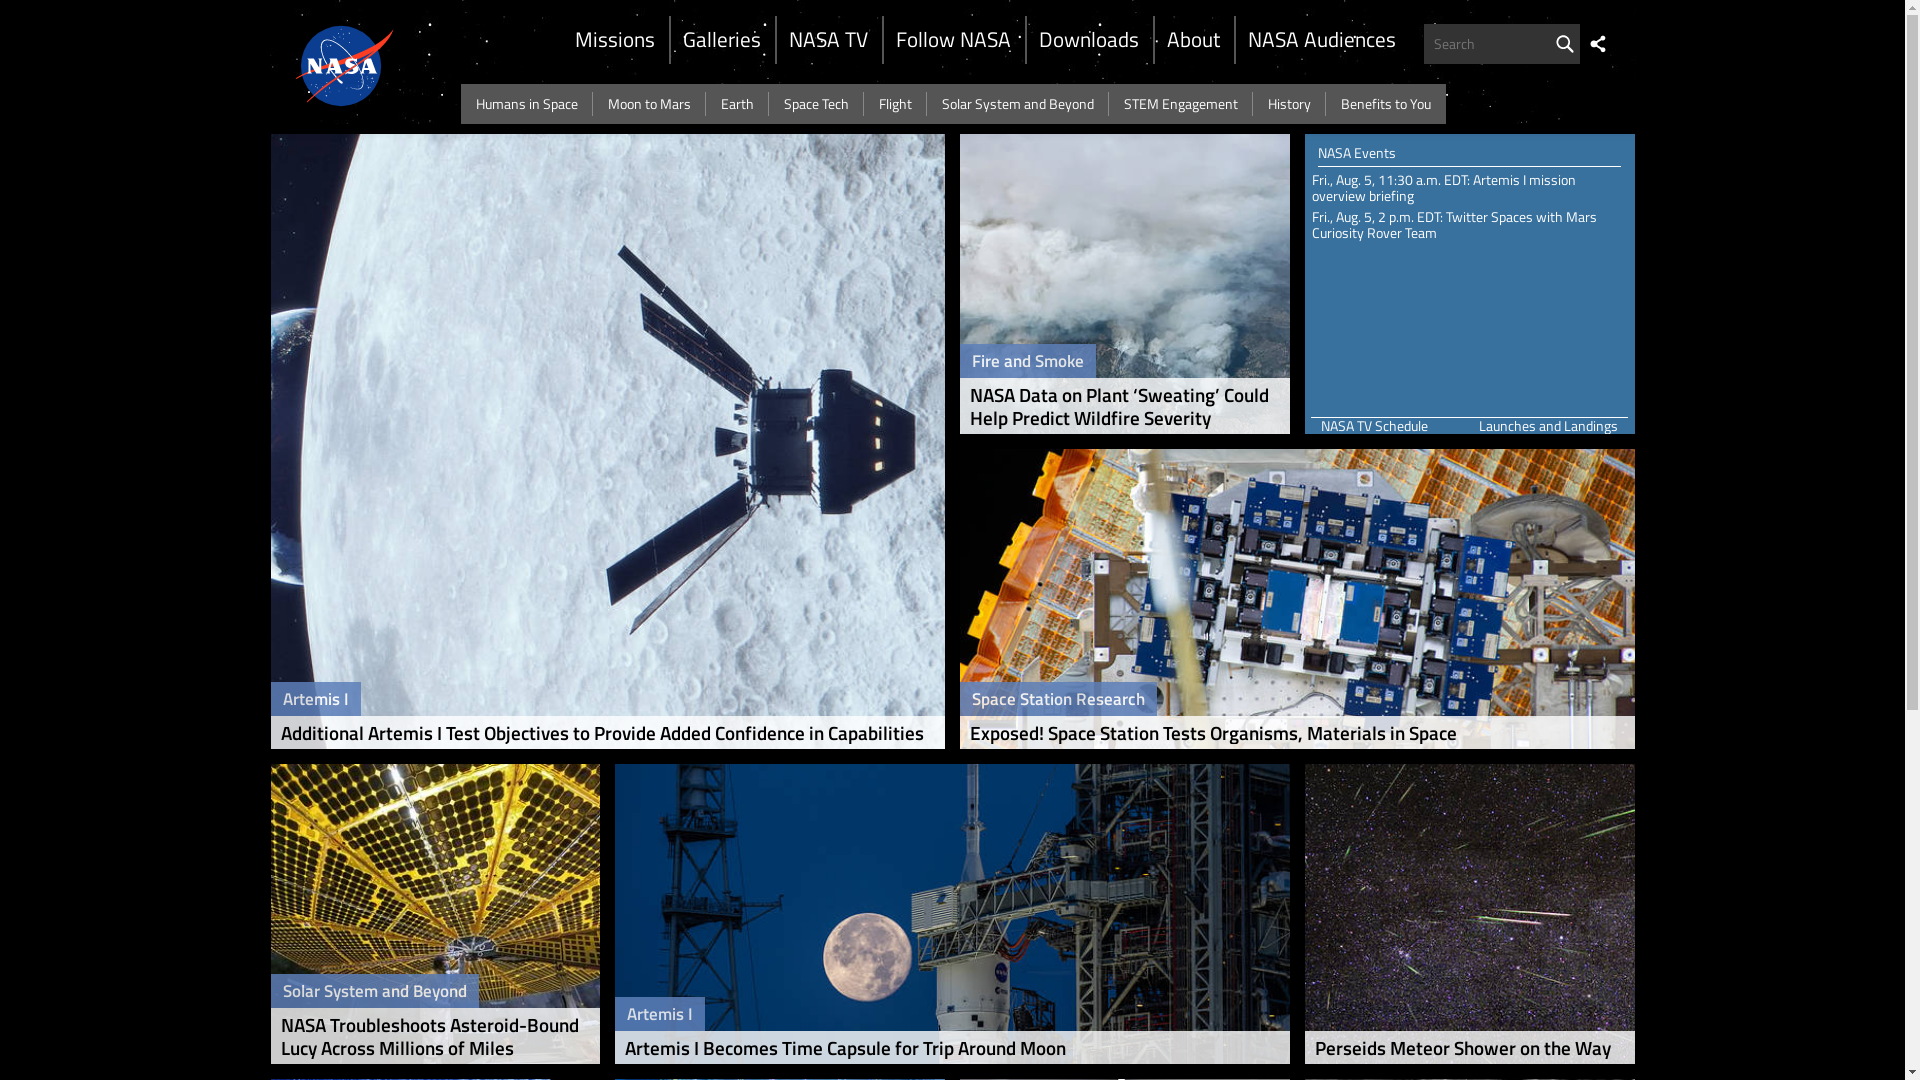 NASA
Missions
Galleries
NASA TV
Follow NASA
Downloads
About
NASA Audiences
Search
Humans in Space
Moon to Mars
Earth
Space Tech
Flight
Solar System and Beyond
STEM Engagement
History
Benefits to You
Artemis I
Additional Artemis I Test Objectives to Provide Added Confidence in Capabilities
Fire and Smoke
NASA Data on Plant ‘Sweating’ Could
Help Predict Wildfire Severity
NASA Events
Fri., Aug. 5, 11:30 a.m. EDT: Artemis I mission
overview briefing
Fri., Aug. 5, 2 p.m. EDT: Twitter Spaces with Mars
Curiosity Rover Team
NASA TV Schedule
Launches and Landings
Space Station Research
Exposed! Space Station Tests Organisms, Materials in Space
Solar System and Beyond
NASA Troubleshoots Asteroid-Bound
Lucy Across Millions of Miles
Artemis I
Artemis I Becomes Time Capsule for Trip Around Moon
Perseids Meteor Shower on the Way